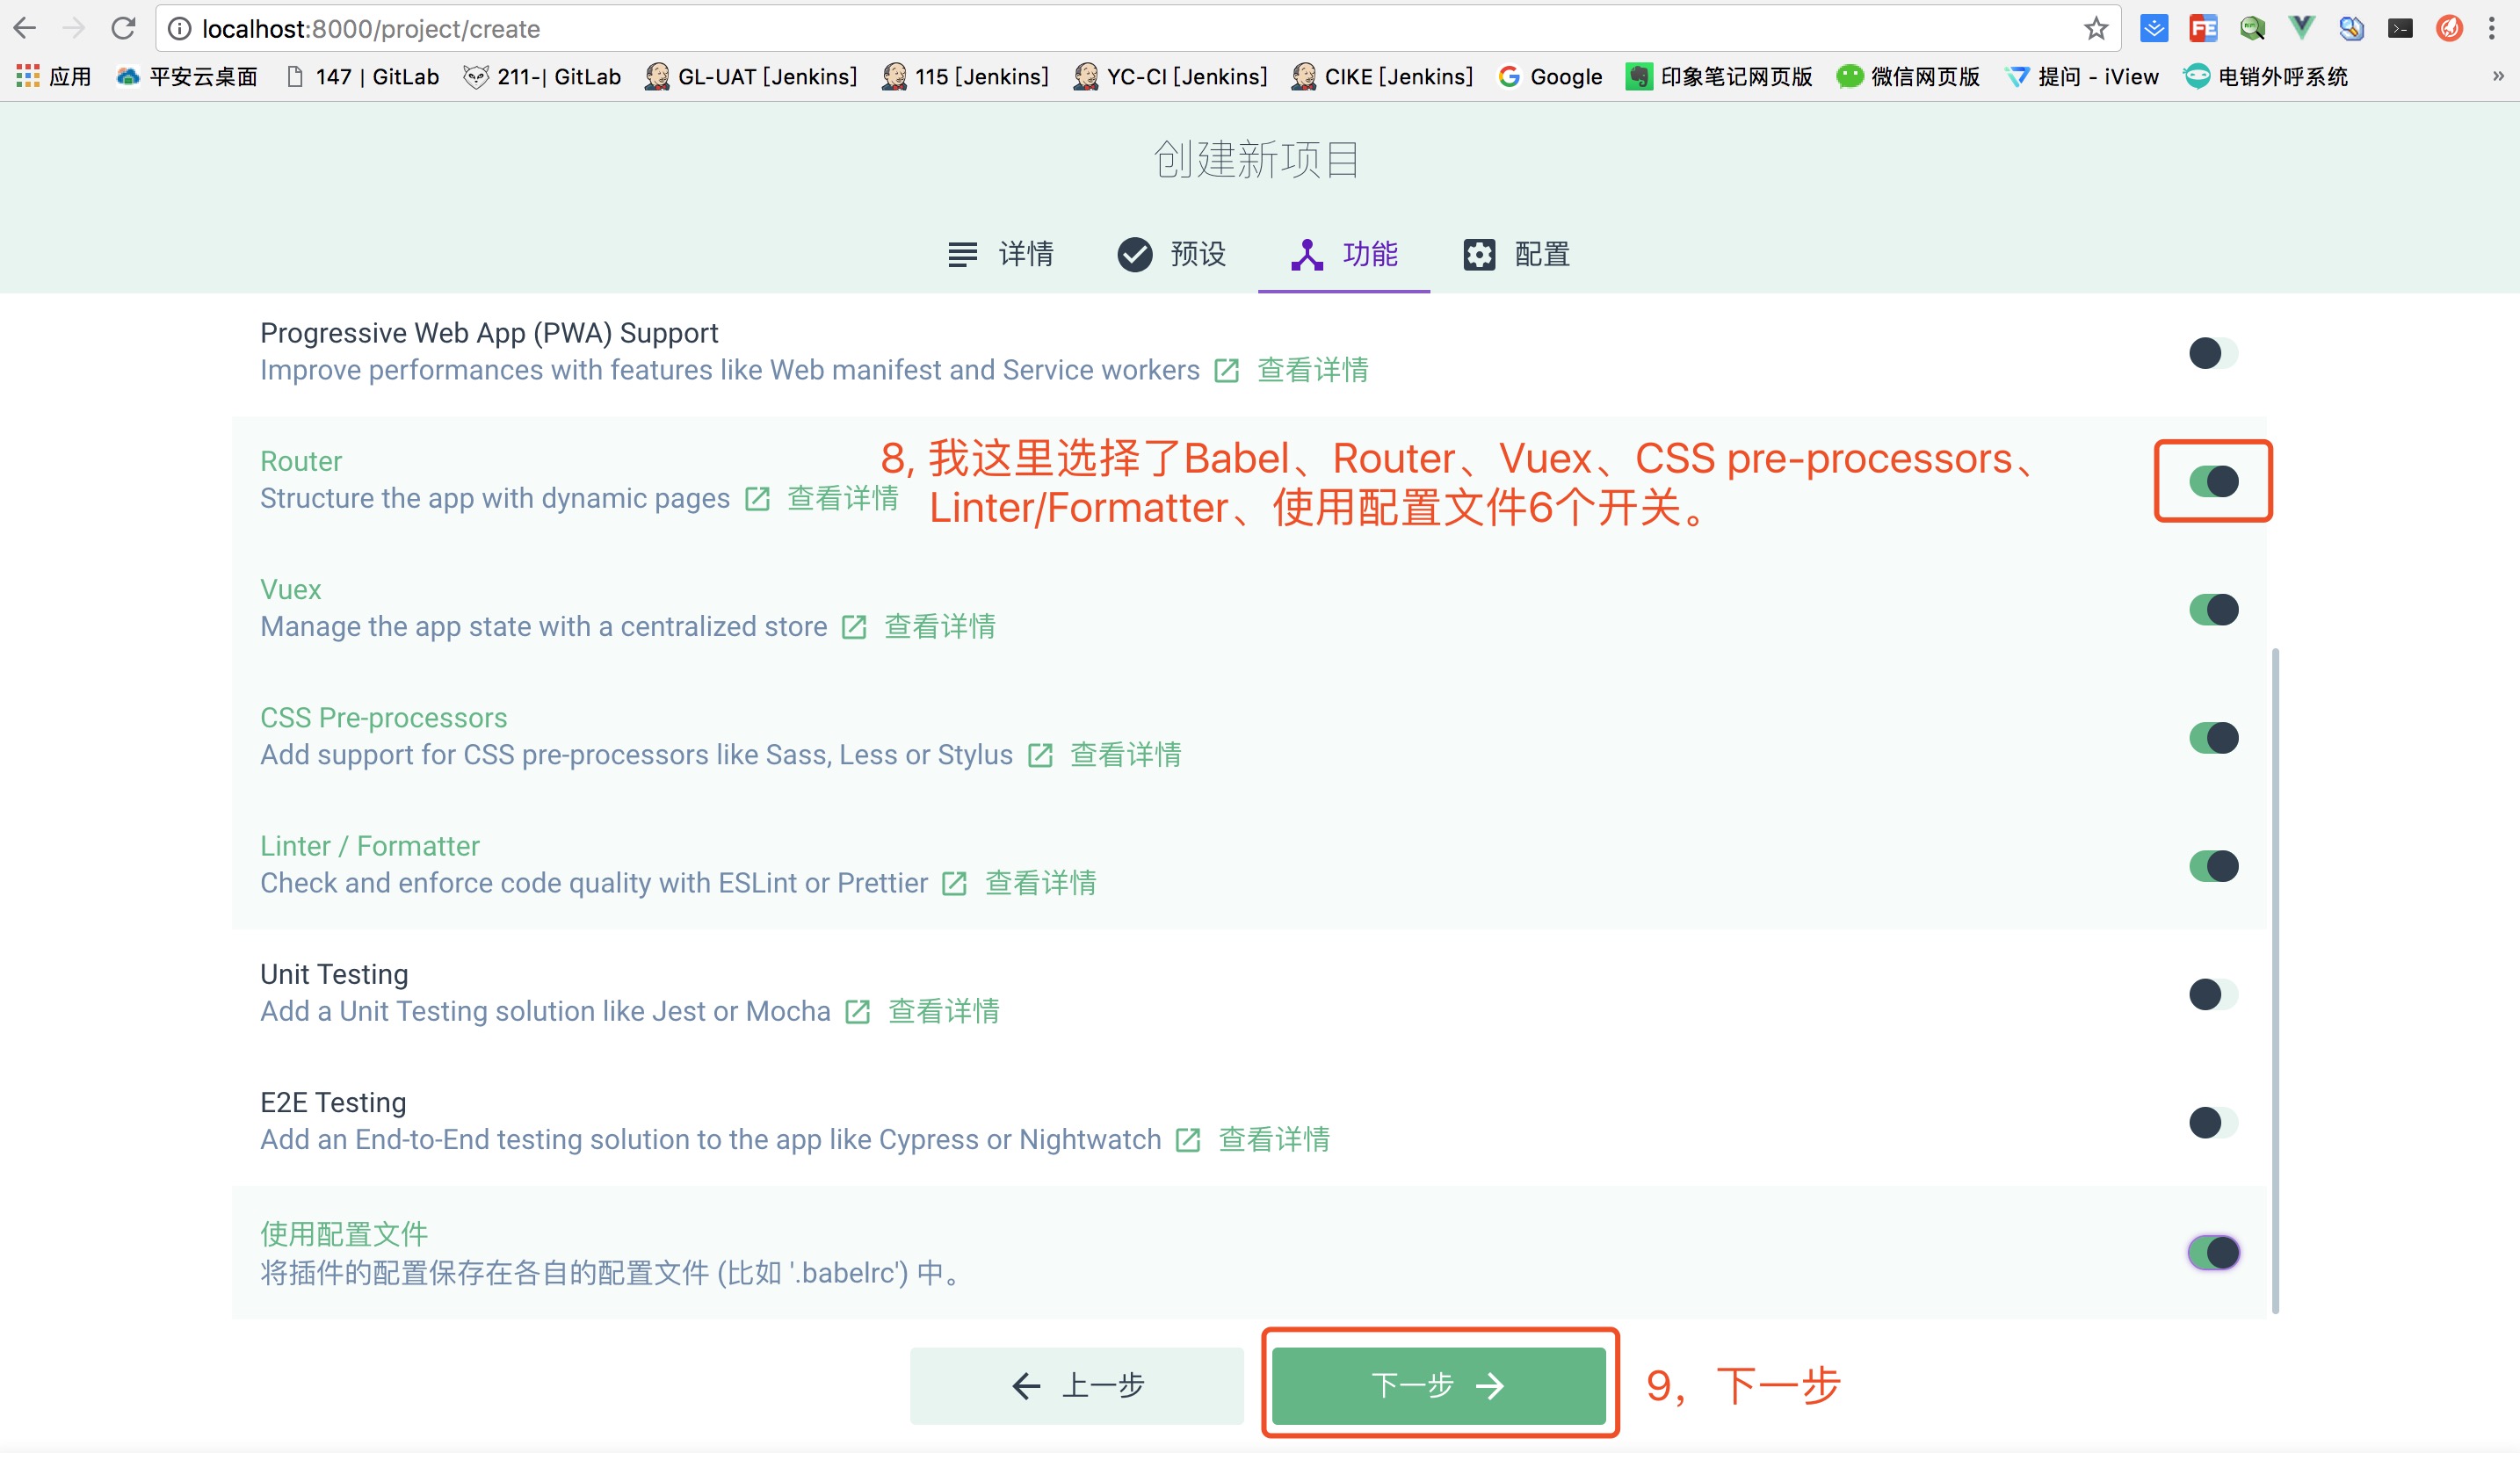 localhost:8000/project/create
应用 平安云桌面 147 | GitLab 211-| GitLab GL-UAT [Jenkins] 115 [Jenkins] YC-CI [Jenkins] CIKE [Jenkins] Google 印象笔记网页版 微信网页版 提问 - iView 电销外呼系统 »
创建新项目
详情 预设 功能 配置
Progressive Web App (PWA) Support
Improve performances with features like Web manifest and Service workers 查看详情
Router
Structure the app with dynamic pages 查看详情
8, 我这里选择了Babel、Router、Vuex、CSS pre-processors、
Linter/Formatter、使用配置文件6个开关。
Vuex
Manage the app state with a centralized store 查看详情
CSS Pre-processors
Add support for CSS pre-processors like Sass, Less or Stylus 查看详情
Linter / Formatter
Check and enforce code quality with ESLint or Prettier 查看详情
Unit Testing
Add a Unit Testing solution like Jest or Mocha 查看详情
E2E Testing
Add an End-to-End testing solution to the app like Cypress or Nightwatch 查看详情
使用配置文件
将插件的配置保存在各自的配置文件 (比如 '.babelrc') 中。
上一步 下一步 9，下一步